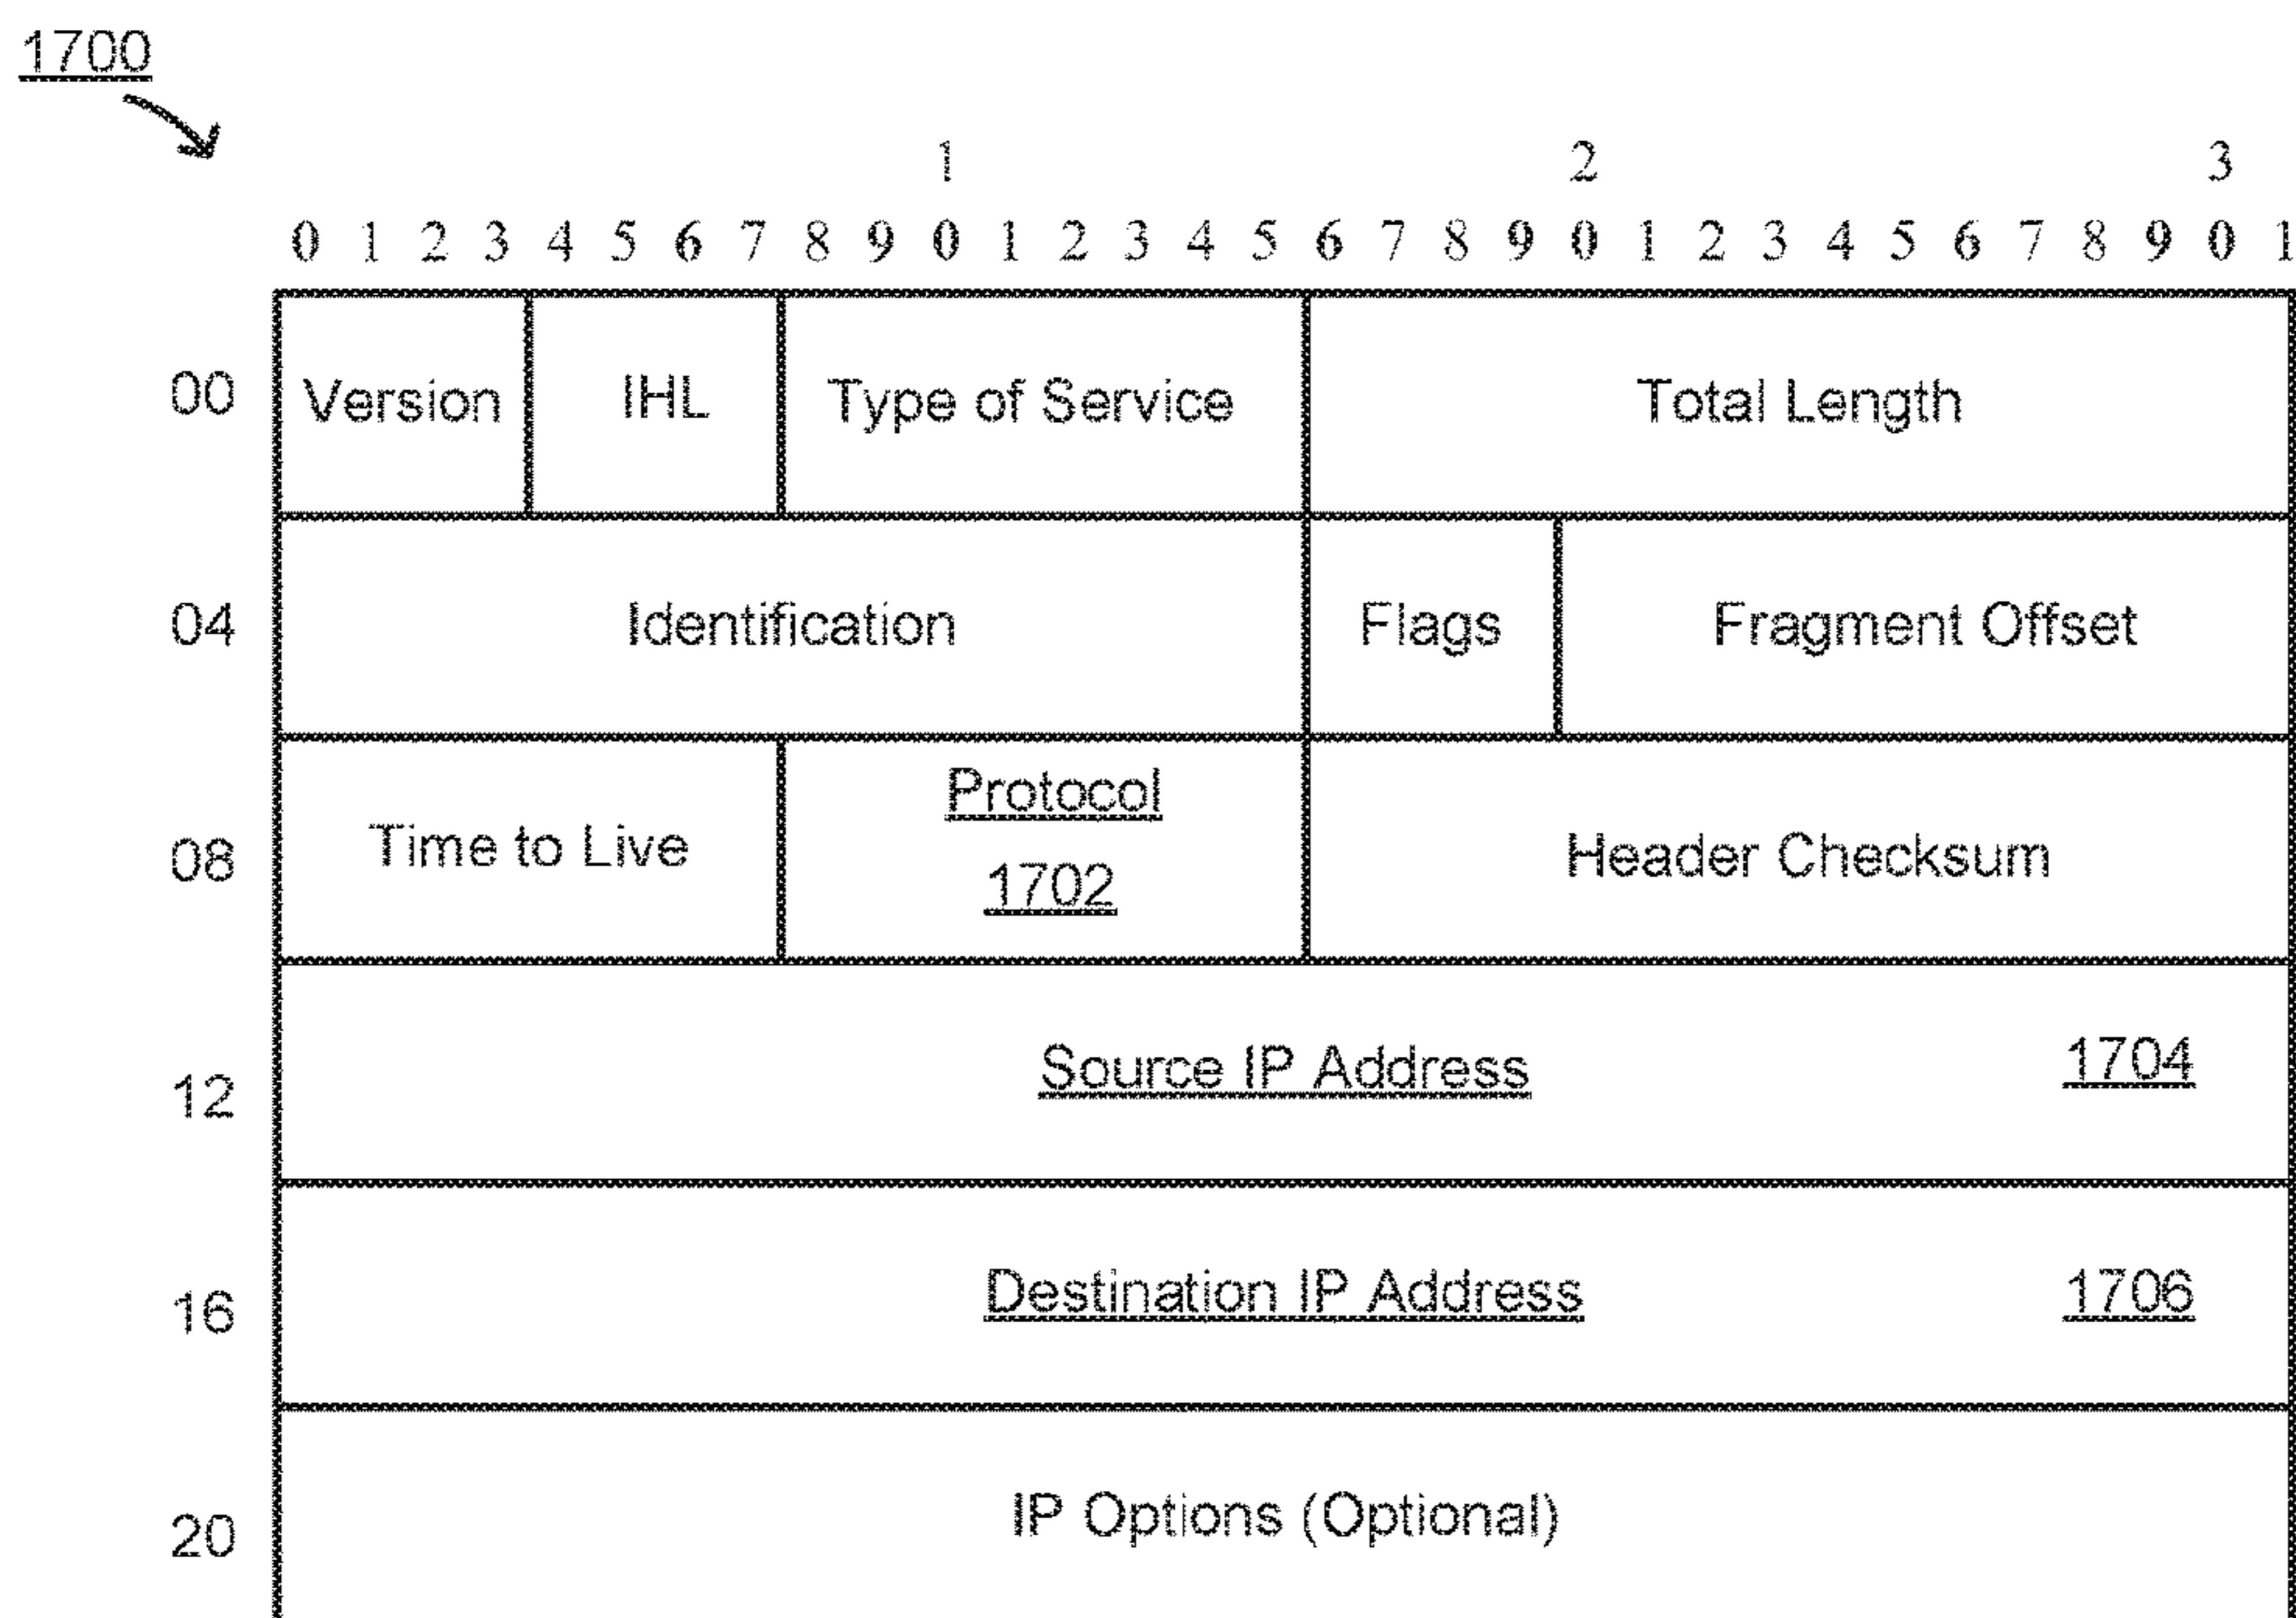 1700
1 2 3
0 1 2 3 4 5 6 7 8 9 0 1 2 3 4 5 6 7 8 9 0 1 2 3 4 5 6 7 8 9 0 1
00 Version IHL Type of Service Total Length
04 Identification Flags Fragment Offset
08 Time to Live Protocol 1702 Header Checksum
12 Source IP Address 1704
16 Destination IP Address 1706
20 IP Options (Optional)